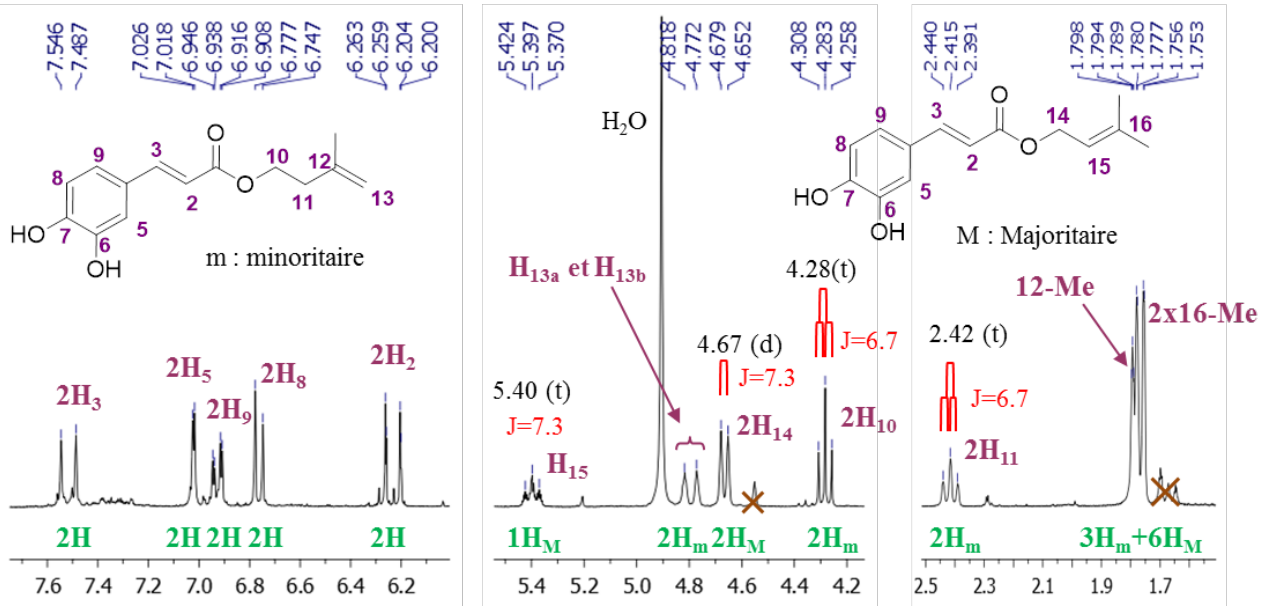 7.546
7.487
7.026
7.018
6.946
6.938
6.916
6.908
6.777
6.747
6.263
6.259
6.204
6.200
5.424
5.397
5.370
4.818
4.772
4.679
4.652
4.308
4.283
4.258
2.440
2.415
2.391
1.798
1.794
1.789
1.780
1.777
1.756
1.753
O
3
9
8
7
6
5
2
O
10
11
12
13
HO
OH
m : minoritaire
H₂O
O
3
9
8
7
6
5
2
O
14
15
16
HO
OH
M : Majoritaire
H₁₃ₐ et H₁₃b
4.28(t)
J=6.7
4.67 (d)
J=7.3
5.40 (t)
J=7.3
12-Me
2x16-Me
2.42 (t)
J=6.7
2H₃
2H₅
2H₉
2H₈
2H₂
H₁₅
2H₁₄
2H₁₀
2H₁₁
2H
2H
2H
2H
2H
1H_M
2H_m
2H_M
2H_m
2H_m
3H_m+6H_M
7.6 7.4 7.2 7.0 6.8 6.6 6.4 6.2
5.4 5.2 5.0 4.8 4.6 4.4 4.2
2.5 2.3 2.1 1.9 1.7